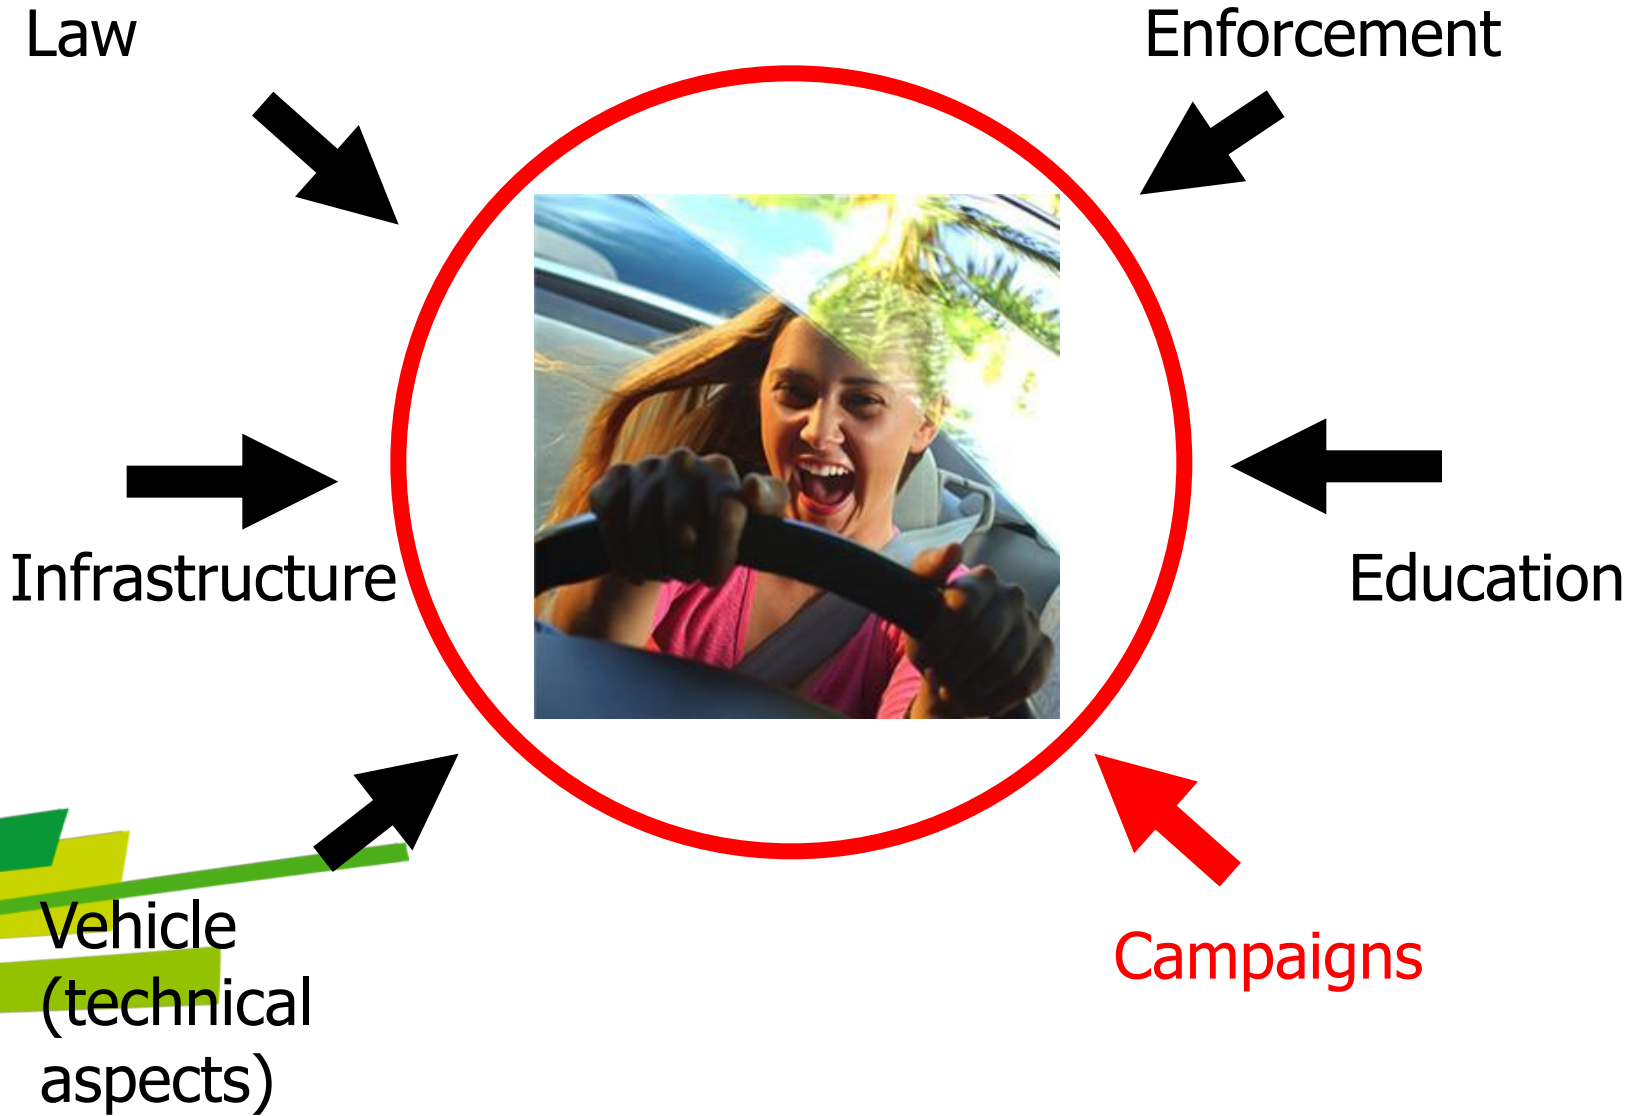 Law
Enforcement
Infrastructure
Education
Vehicle
(technical
aspects)
Campaigns